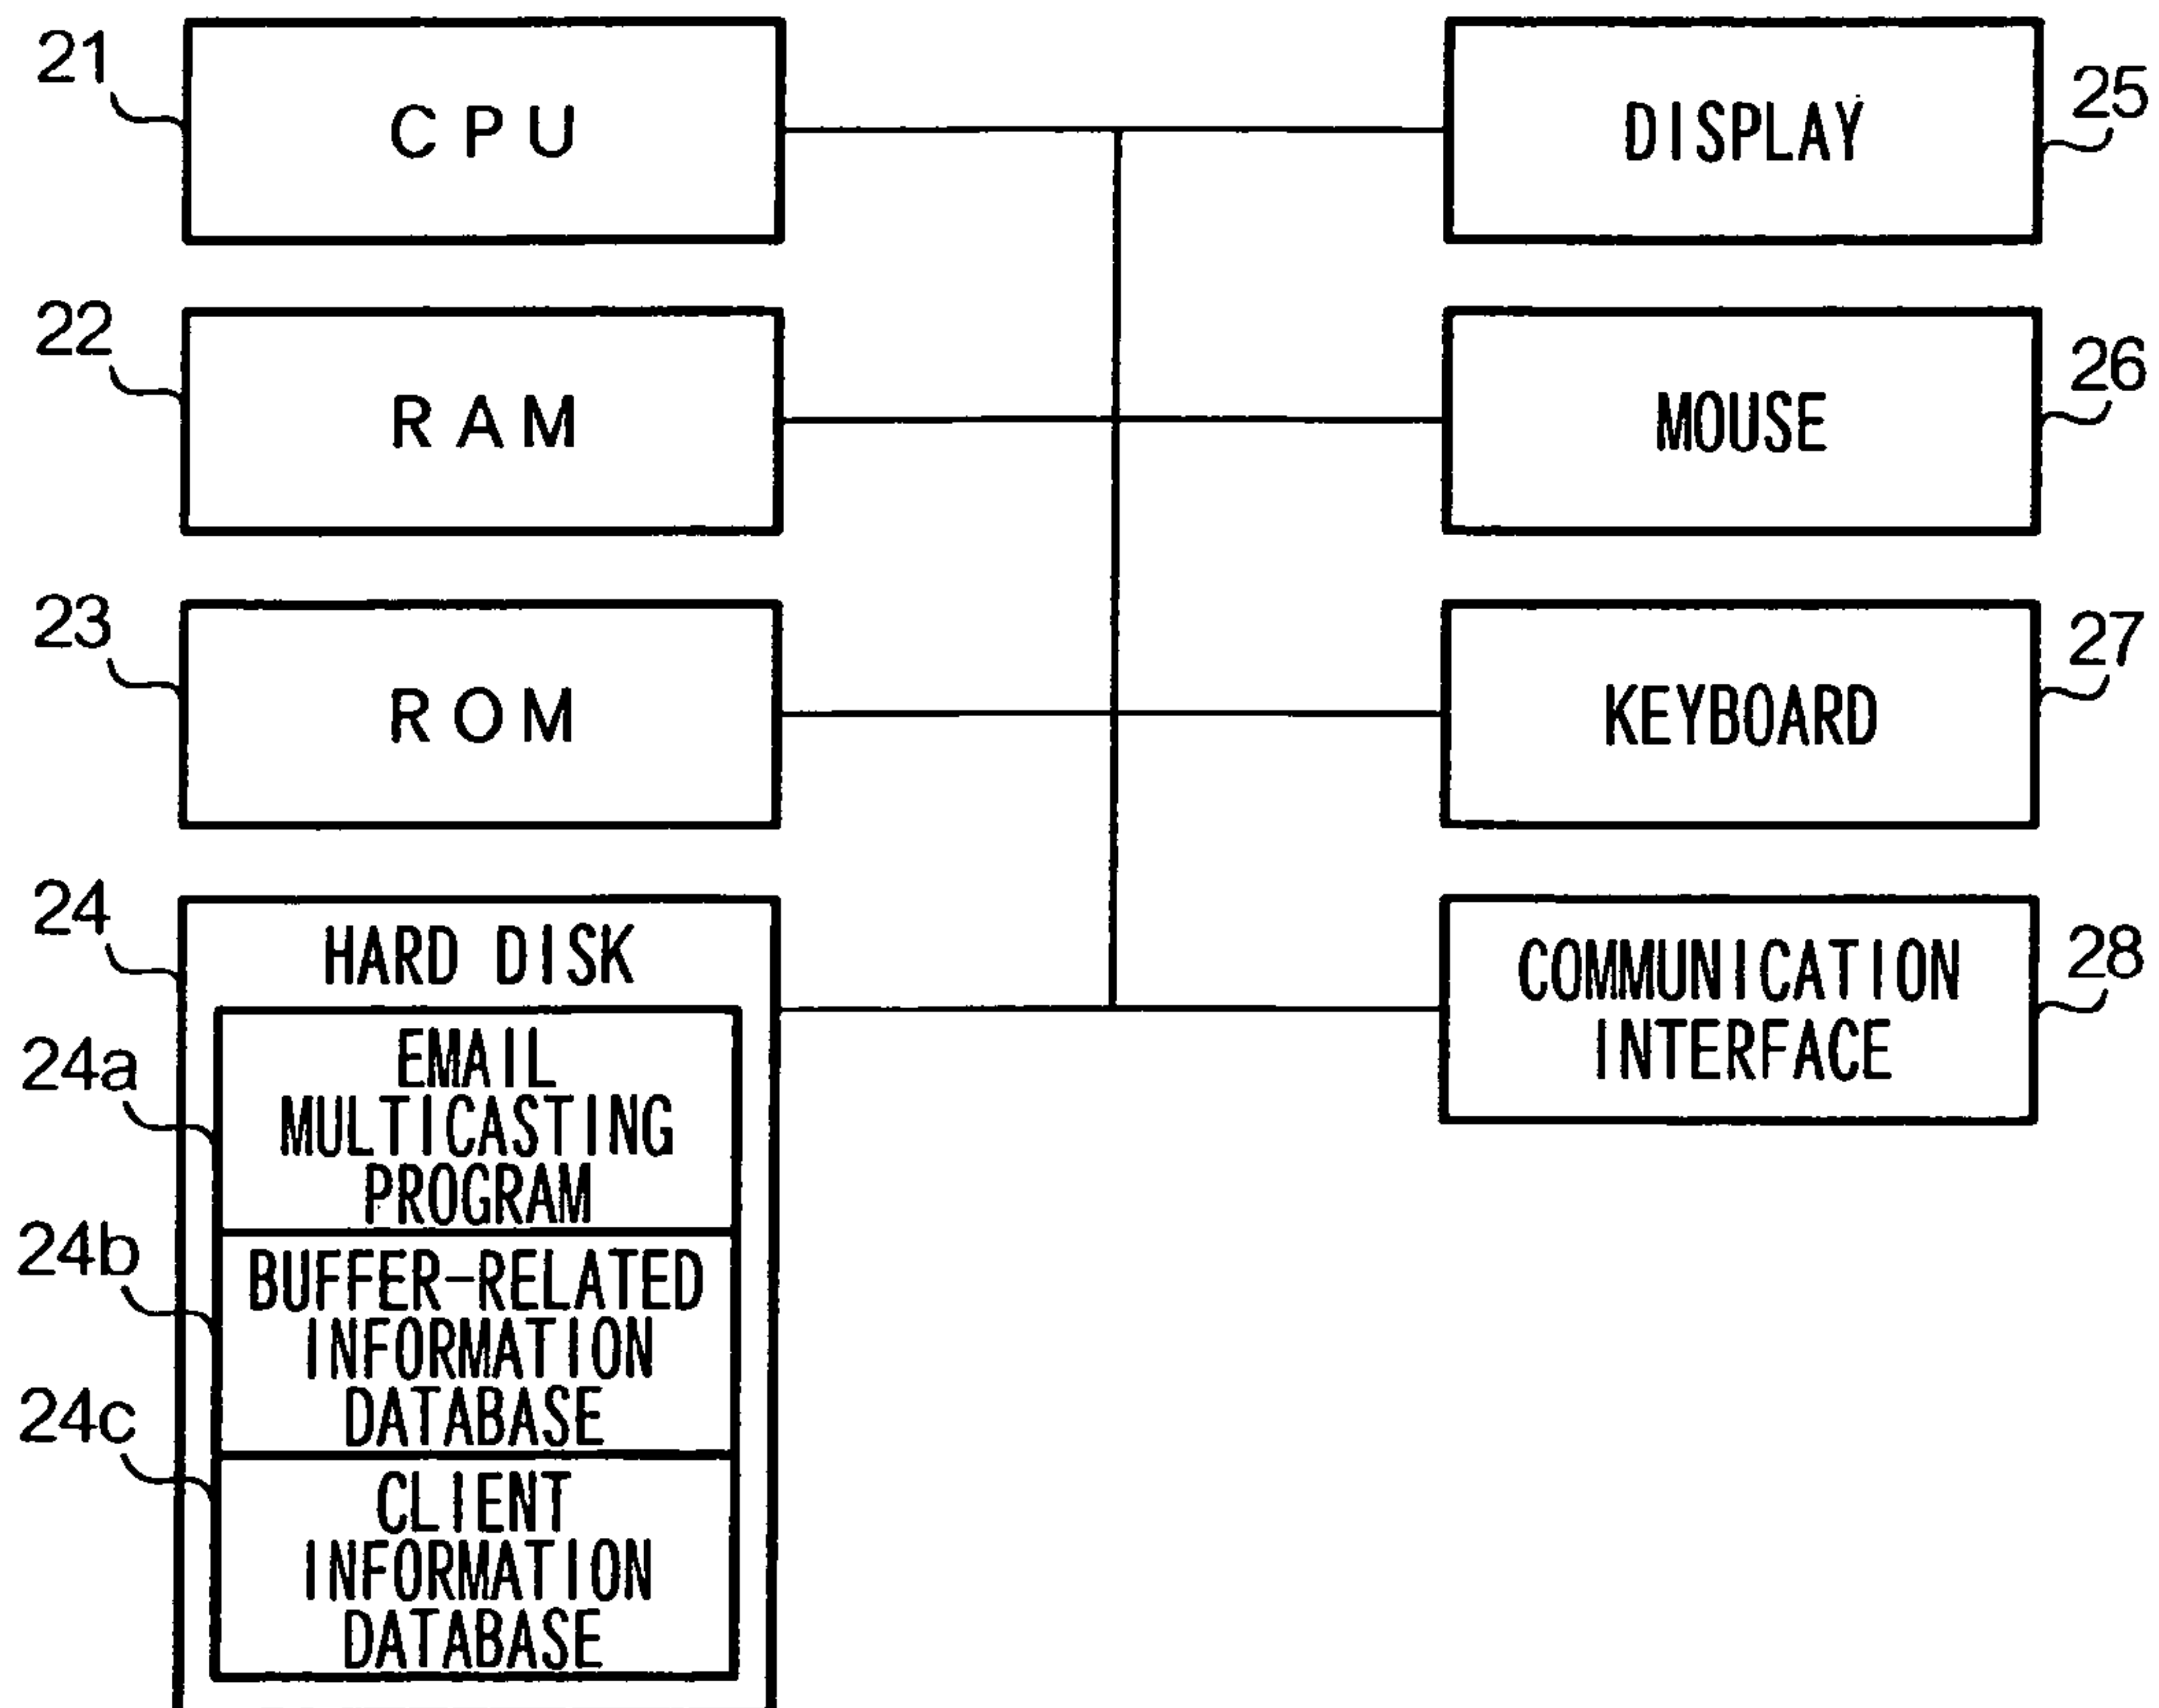 21
CPU
22
RAM
23
ROM
24
HARD DISK
24a
EMAIL
MULTICASTING
PROGRAM
24b
BUFFER-RELATED
INFORMATION
DATABASE
24c
CLIENT
INFORMATION
DATABASE
DISPLAY
25
MOUSE
26
KEYBOARD
27
COMMUNICATION
INTERFACE
28